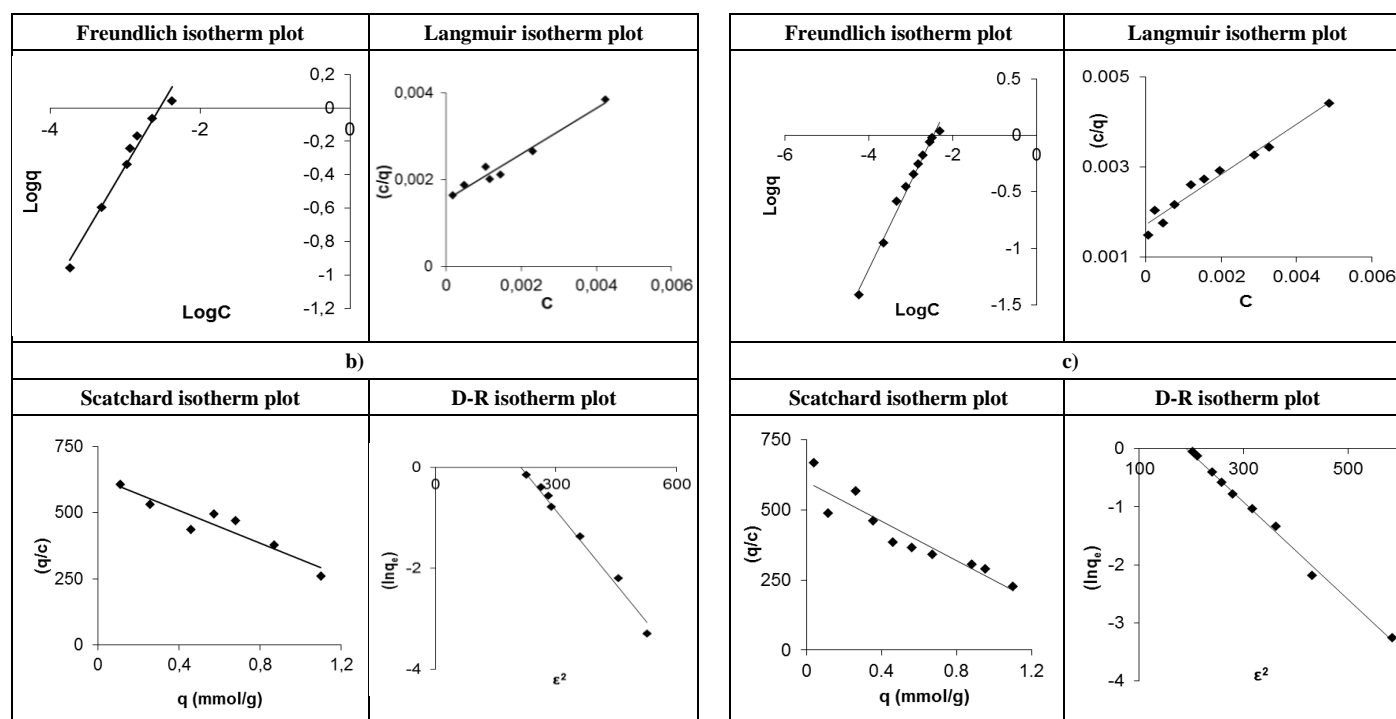 Freundlich isotherm plot
Langmuir isotherm plot
0,2
0
-0,2
-0,4
-0,6
-0,8
-1
-1,2
-4
-2
0
Logq
LogC
0,004
0,002
0
0
0,002
0,004
0,006
(c/q)
C
b)
Scatchard isotherm plot
D-R isotherm plot
750
500
250
0
0
0,4
0,8
1,2
(q/c)
q (mmol/g)
0
-2
-4
0
300
600
(lnqₑ)
ε²
Freundlich isotherm plot
Langmuir isotherm plot
0.5
0
-0.5
-1
-1.5
-6
-4
-2
0
Logq
LogC
0.005
0.003
0.001
0
0.002
0.004
0.006
(c/q)
C
c)
Scatchard isotherm plot
D-R isotherm plot
750
500
250
0
0
0.4
0.8
1.2
(q/c)
q (mmol/g)
0
-1
-2
-3
-4
100
300
500
(lnqₑ)
ε²